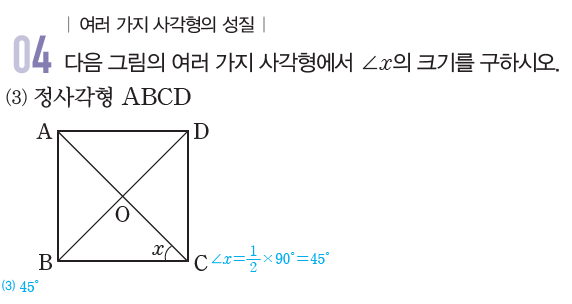 | 여러 가지 사각형의 성질 |
04 다음 그림의 여러 가지 사각형에서 ∠x의 크기를 구하시오.
(3) 정사각형 ABCD
A D
O
B x C ∠x=1/2×90°=45°
(3) 45°